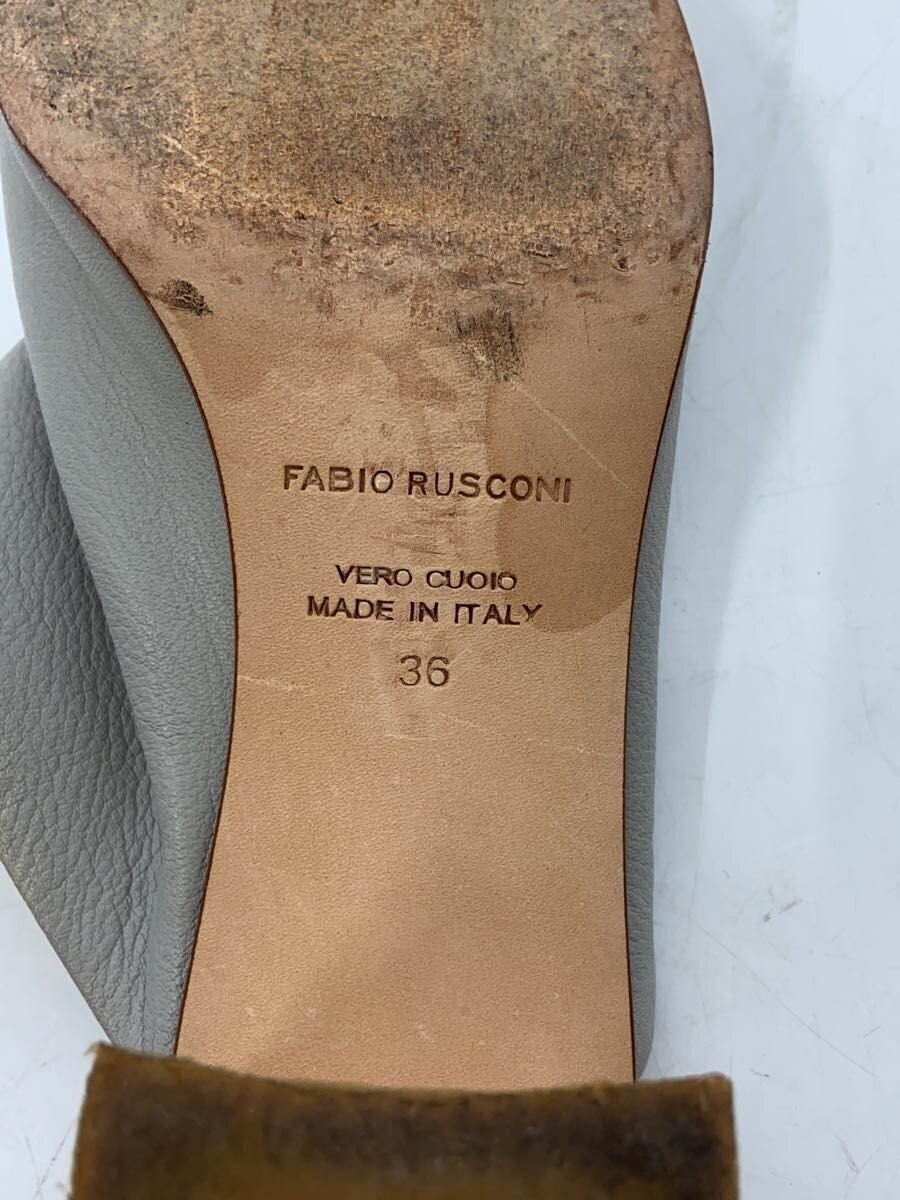 FABIO RUSCONI
VERO CUOIO
MADE IN ITALY
36